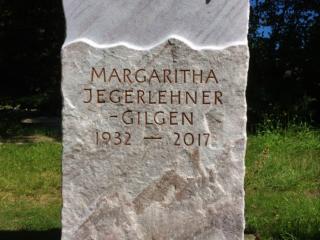 MARGARITHA
JEGERLEHNER
-GILGEN
1932 — 2017